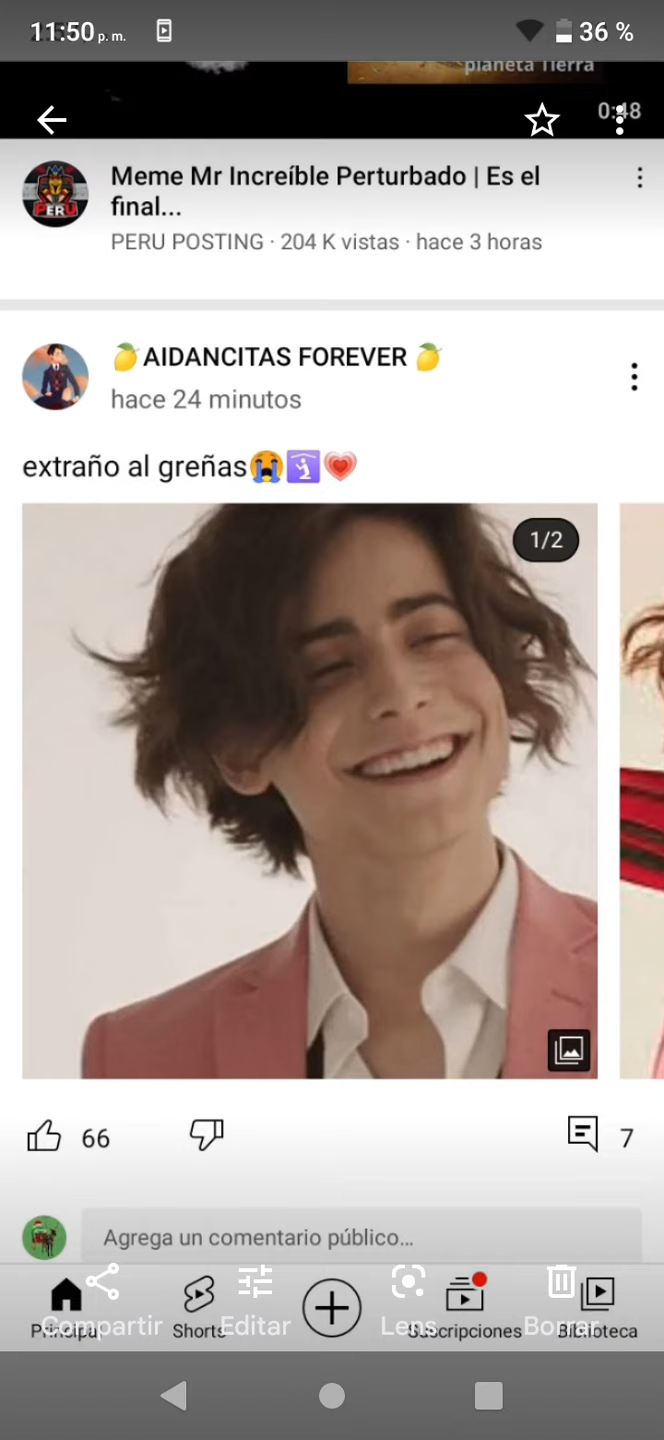 11:50 p. m.
36 %
planeta Tierra
0:48
Meme Mr Increíble Perturbado | Es el
final...
PERU POSTING · 204 K vistas · hace 3 horas
PERU
🍋AIDANCITAS FOREVER 🍋
hace 24 minutos
extraño al greñas😭🛐💗
1/2
66
7
Agrega un comentario público...
Principal
Shorts
Suscripciones
Biblioteca
Compartir
Editar
Lens
Borrar